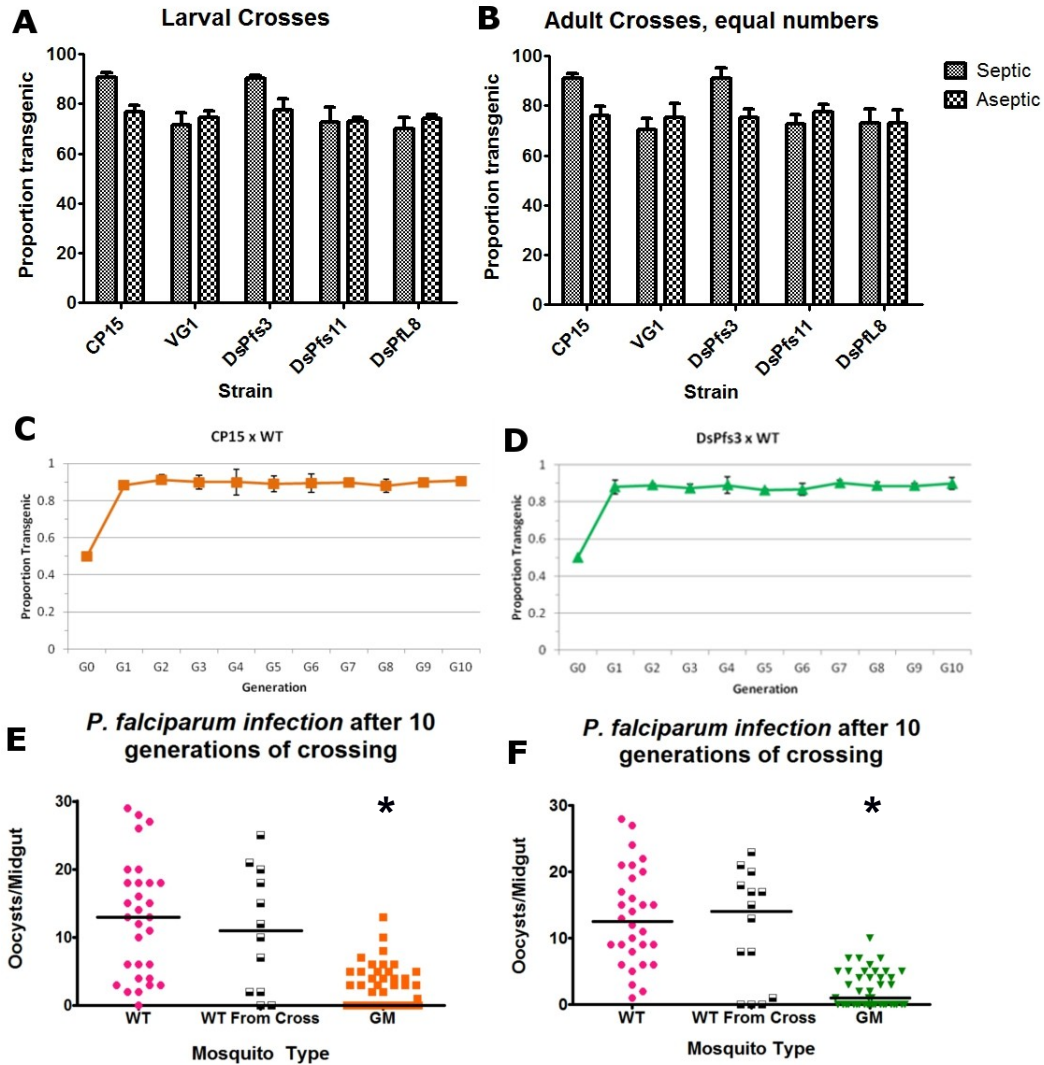 A
Larval Crosses
Proportion transgenic
100
80
60
40
20
0
CP15
VG1
DsPfs3
DsPfs11
DsPfL8
Strain
B
Adult Crosses, equal numbers
Proportion transgenic
100
80
60
40
20
0
CP15
VG1
DsPfs3
DsPfs11
DsPfL8
Strain
Septic
Aseptic
C
CP15 x WT
Proportion Transgenic
1
0.8
0.6
0.4
0.2
0
G0 G1 G2 G3 G4 G5 G6 G7 G8 G9 G10
Generation
D
DsPfs3 x WT
Proportion Transgenic
1
0.8
0.6
0.4
0.2
0
G0 G1 G2 G3 G4 G5 G6 G7 G8 G9 G10
Generation
E
P. falciparum infection after 10
generations of crossing
*
Oocysts/Midgut
30
20
10
0
WT WT From Cross GM
Mosquito Type
F
P. falciparum infection after 10
generations of crossing
*
Oocysts/Midgut
30
20
10
0
WT WT From Cross GM
Mosquito Type